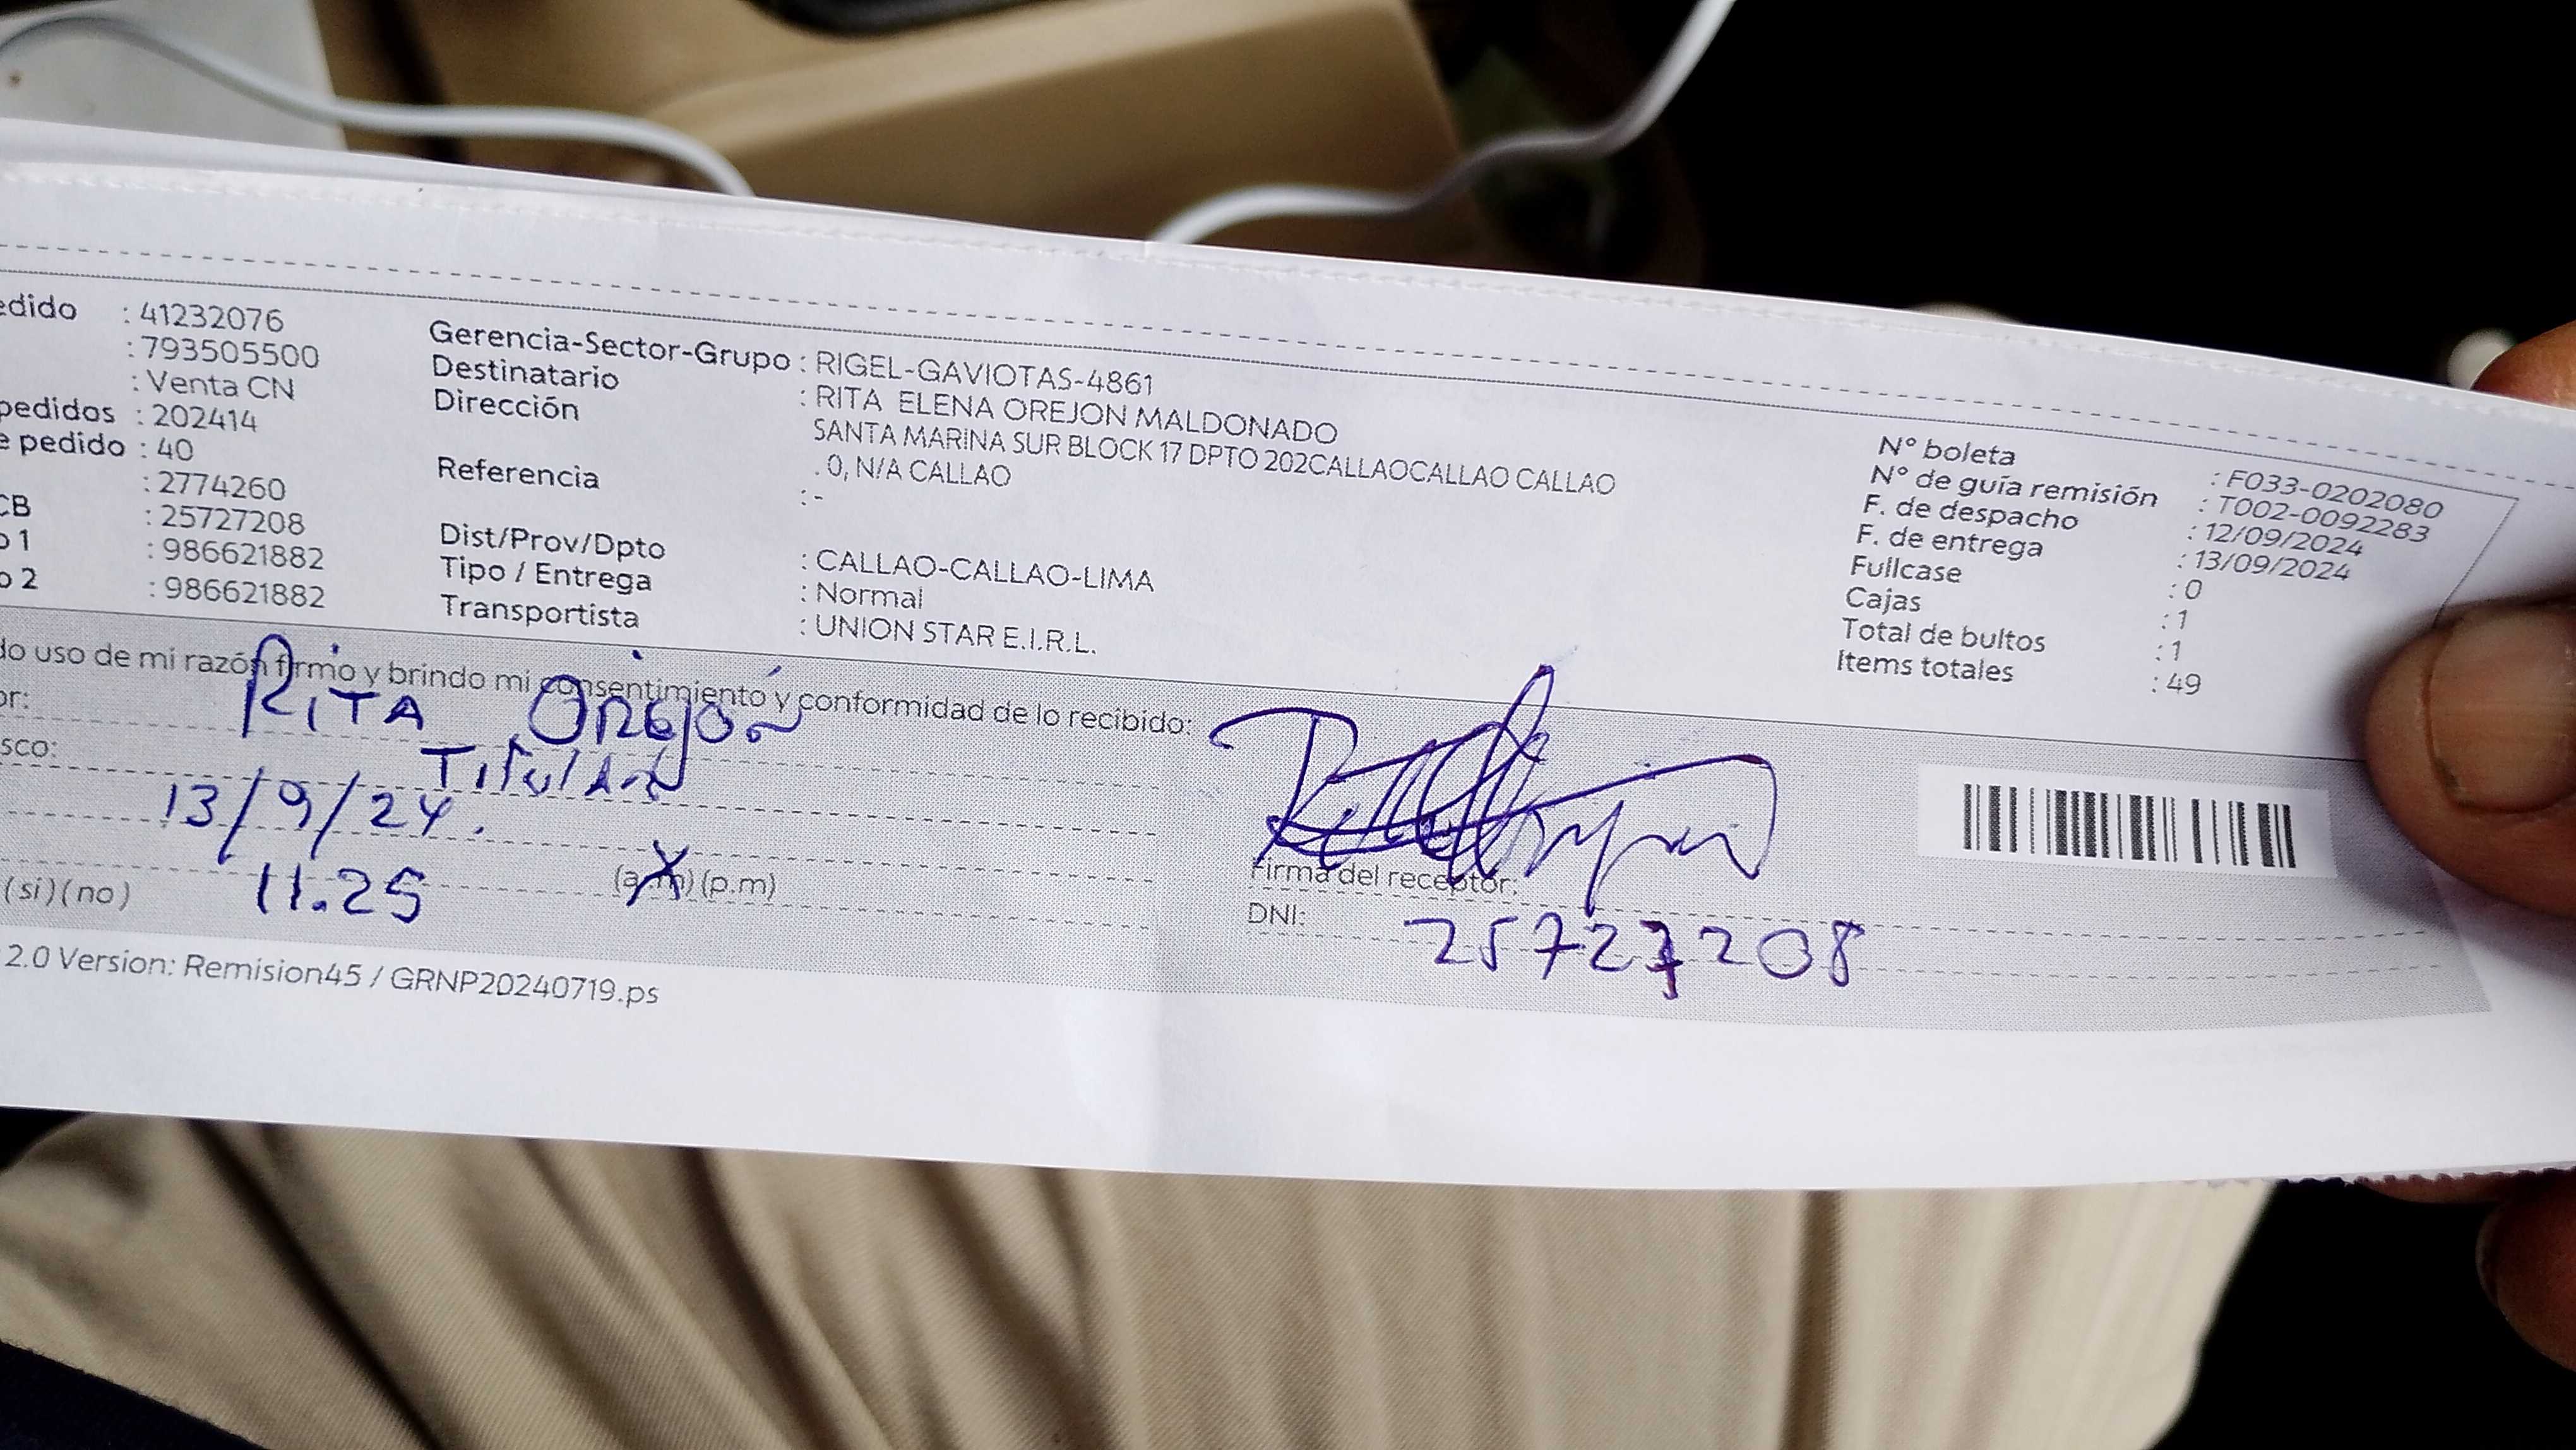 edido : 41232076
: 793505500
: Venta CN
pedidos : 202414
e pedido : 40
: 2774260
CB : 25727208
o 1 : 986621882
o 2 : 986621882
Gerencia-Sector-Grupo : RIGEL-GAVIOTAS-4861
Destinatario : RITA ELENA OREJON MALDONADO
Dirección SANTA MARINA SUR BLOCK 17 DPTO 202CALLAOCALLAO CALLAO
. 0, N/A CALLAO
Referencia : -
Dist/Prov/Dpto : CALLAO-CALLAO-LIMA
Tipo / Entrega : Normal
Transportista : UNION STAR E.I.R.L.
N° boleta : F033-0202080
N° de guía remisión : T002-0092283
F. de despacho : 12/09/2024
F. de entrega : 13/09/2024
Fullcase : 0
Cajas : 1
Total de bultos : 1
Items totales : 49
do uso de mi razón firmo y brindo mi consentimiento y conformidad de lo recibido:
or: RITA OREJON
sco: TITULAR
13/9/24.
(si) (no) 11.25 (a.m) (p.m)
Firma del receptor:
DNI: 25727208
2.0 Version: Remision45 / GRNP20240719.ps